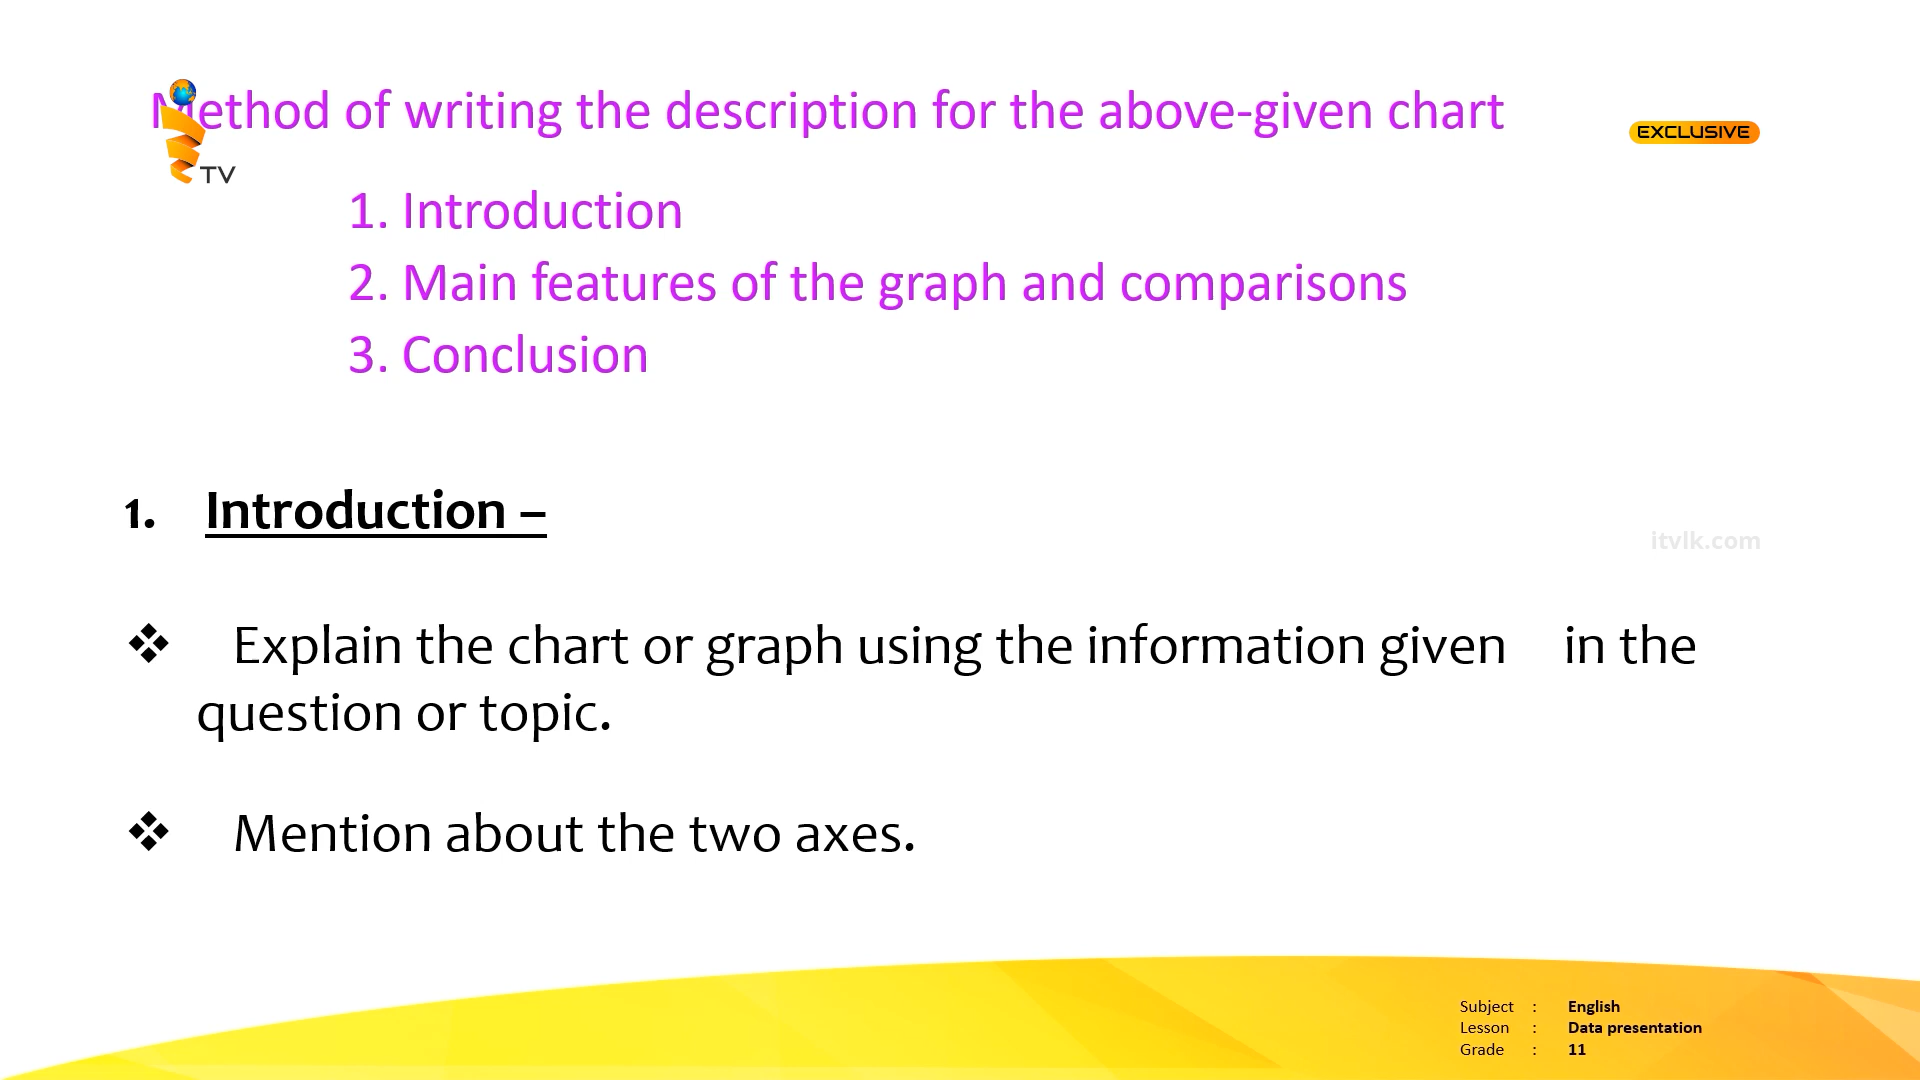 Method of writing the description for the above-given chart
TV
EXCLUSIVE
1. Introduction
2. Main features of the graph and comparisons
3. Conclusion
1. Introduction –
itvlk.com
❖ Explain the chart or graph using the information given in the
question or topic.
❖ Mention about the two axes.
Subject : English
Lesson : Data presentation
Grade : 11